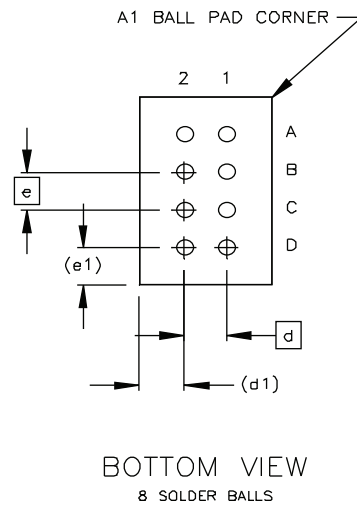 A1 BALL PAD CORNER
2 1
A
B
e
C
D
(e1)
d
(d1)
BOTTOM VIEW
8 SOLDER BALLS